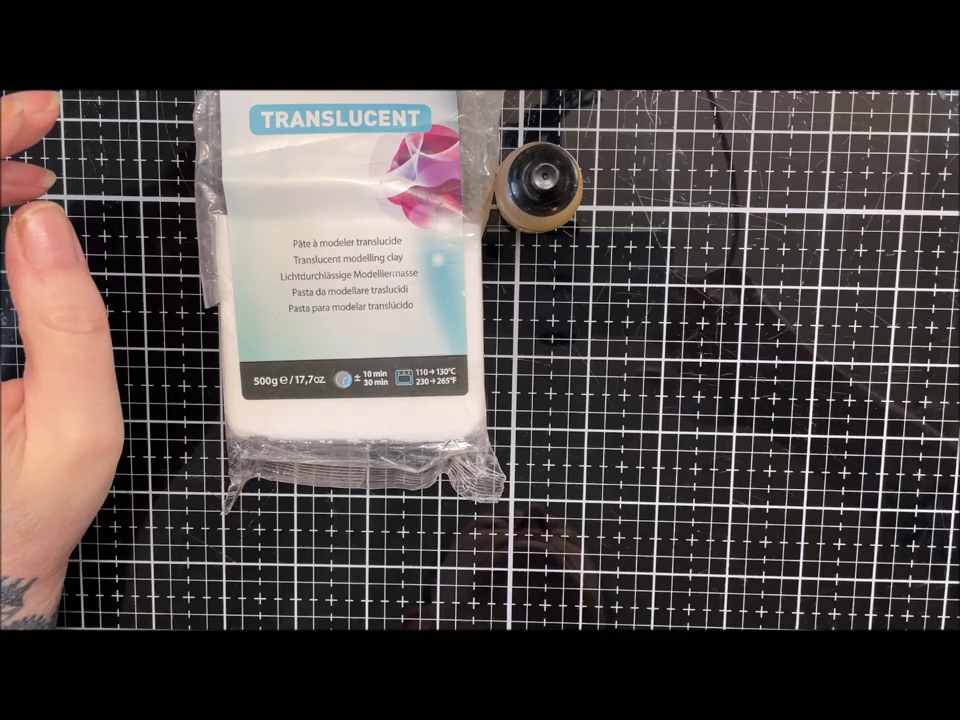 TRANSLUCENT
Pâte à modeler translucide
Translucent modelling clay
Lichtdurchlässige Modelliermasse
Pasta da modellare traslucidi
Pasta para modelar translúcido
500g e / 17,7oz ± 10 min 110→130°C
30 min 230→265°F